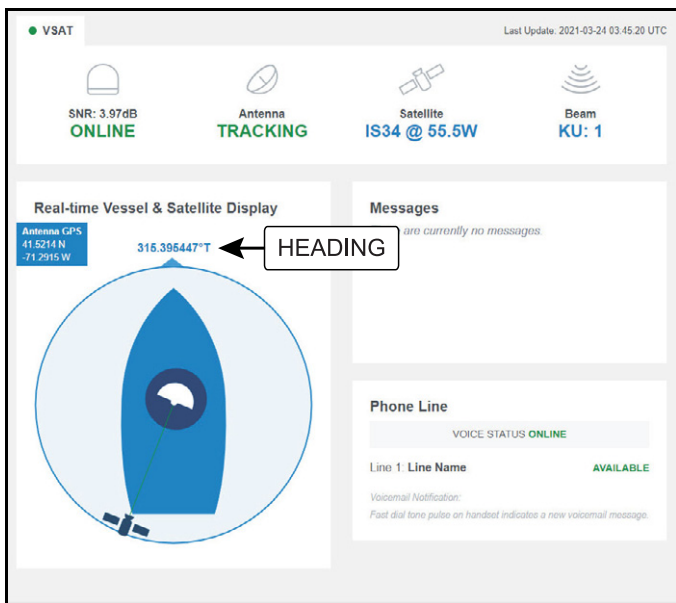 VSAT
Last Update: 2021-03-24 03:45:20 UTC
SNR: 3.97dB
ONLINE
Antenna
TRACKING
Satellite
IS34 @ 55.5W
Beam
KU: 1
Real-time Vessel & Satellite Display
Antenna GPS
41.5214 N
-71.2915 W
315.395447°T
HEADING
Messages
are currently no messages.
Phone Line
VOICE STATUS ONLINE
Line 1: Line Name
AVAILABLE
Voicemail Notification:
Fast dial tone pulse on handset indicates a new voicemail message.